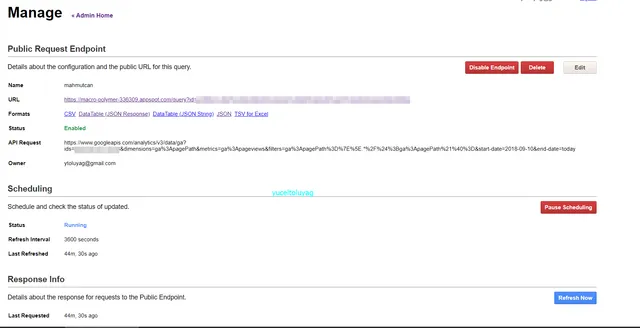 Manage « Admin Home
Public Request Endpoint
Details about the configuration and the public URL for this query.
Disable Endpoint Delete Edit
Name mahmutcan
URL https://macro-polymer-336309.appspot.com/query?id=
Formats CSV DataTable (JSON Response) DataTable (JSON String) JSON TSV for Excel
Status Enabled
API Request https://www.googleapis.com/analytics/v3/data/ga?
ids=&dimensions=ga%3ApagePath&metrics=ga%3Apageviews&filters=ga%3ApagePath%3D%7E%5E.*%2F%24%3Bga%3ApagePath%21%40%3D&start-date=2018-09-10&end-date=today
Owner ytoluyag@gmail.com
Scheduling
yuceltoluyag
Schedule and check the status of updated.
Pause Scheduling
Status Running
Refresh Interval 3600 seconds
Last Refreshed 44m, 30s ago
Response Info
Details about the response for requests to the Public Endpoint.
Refresh Now
Last Requested 44m, 30s ago